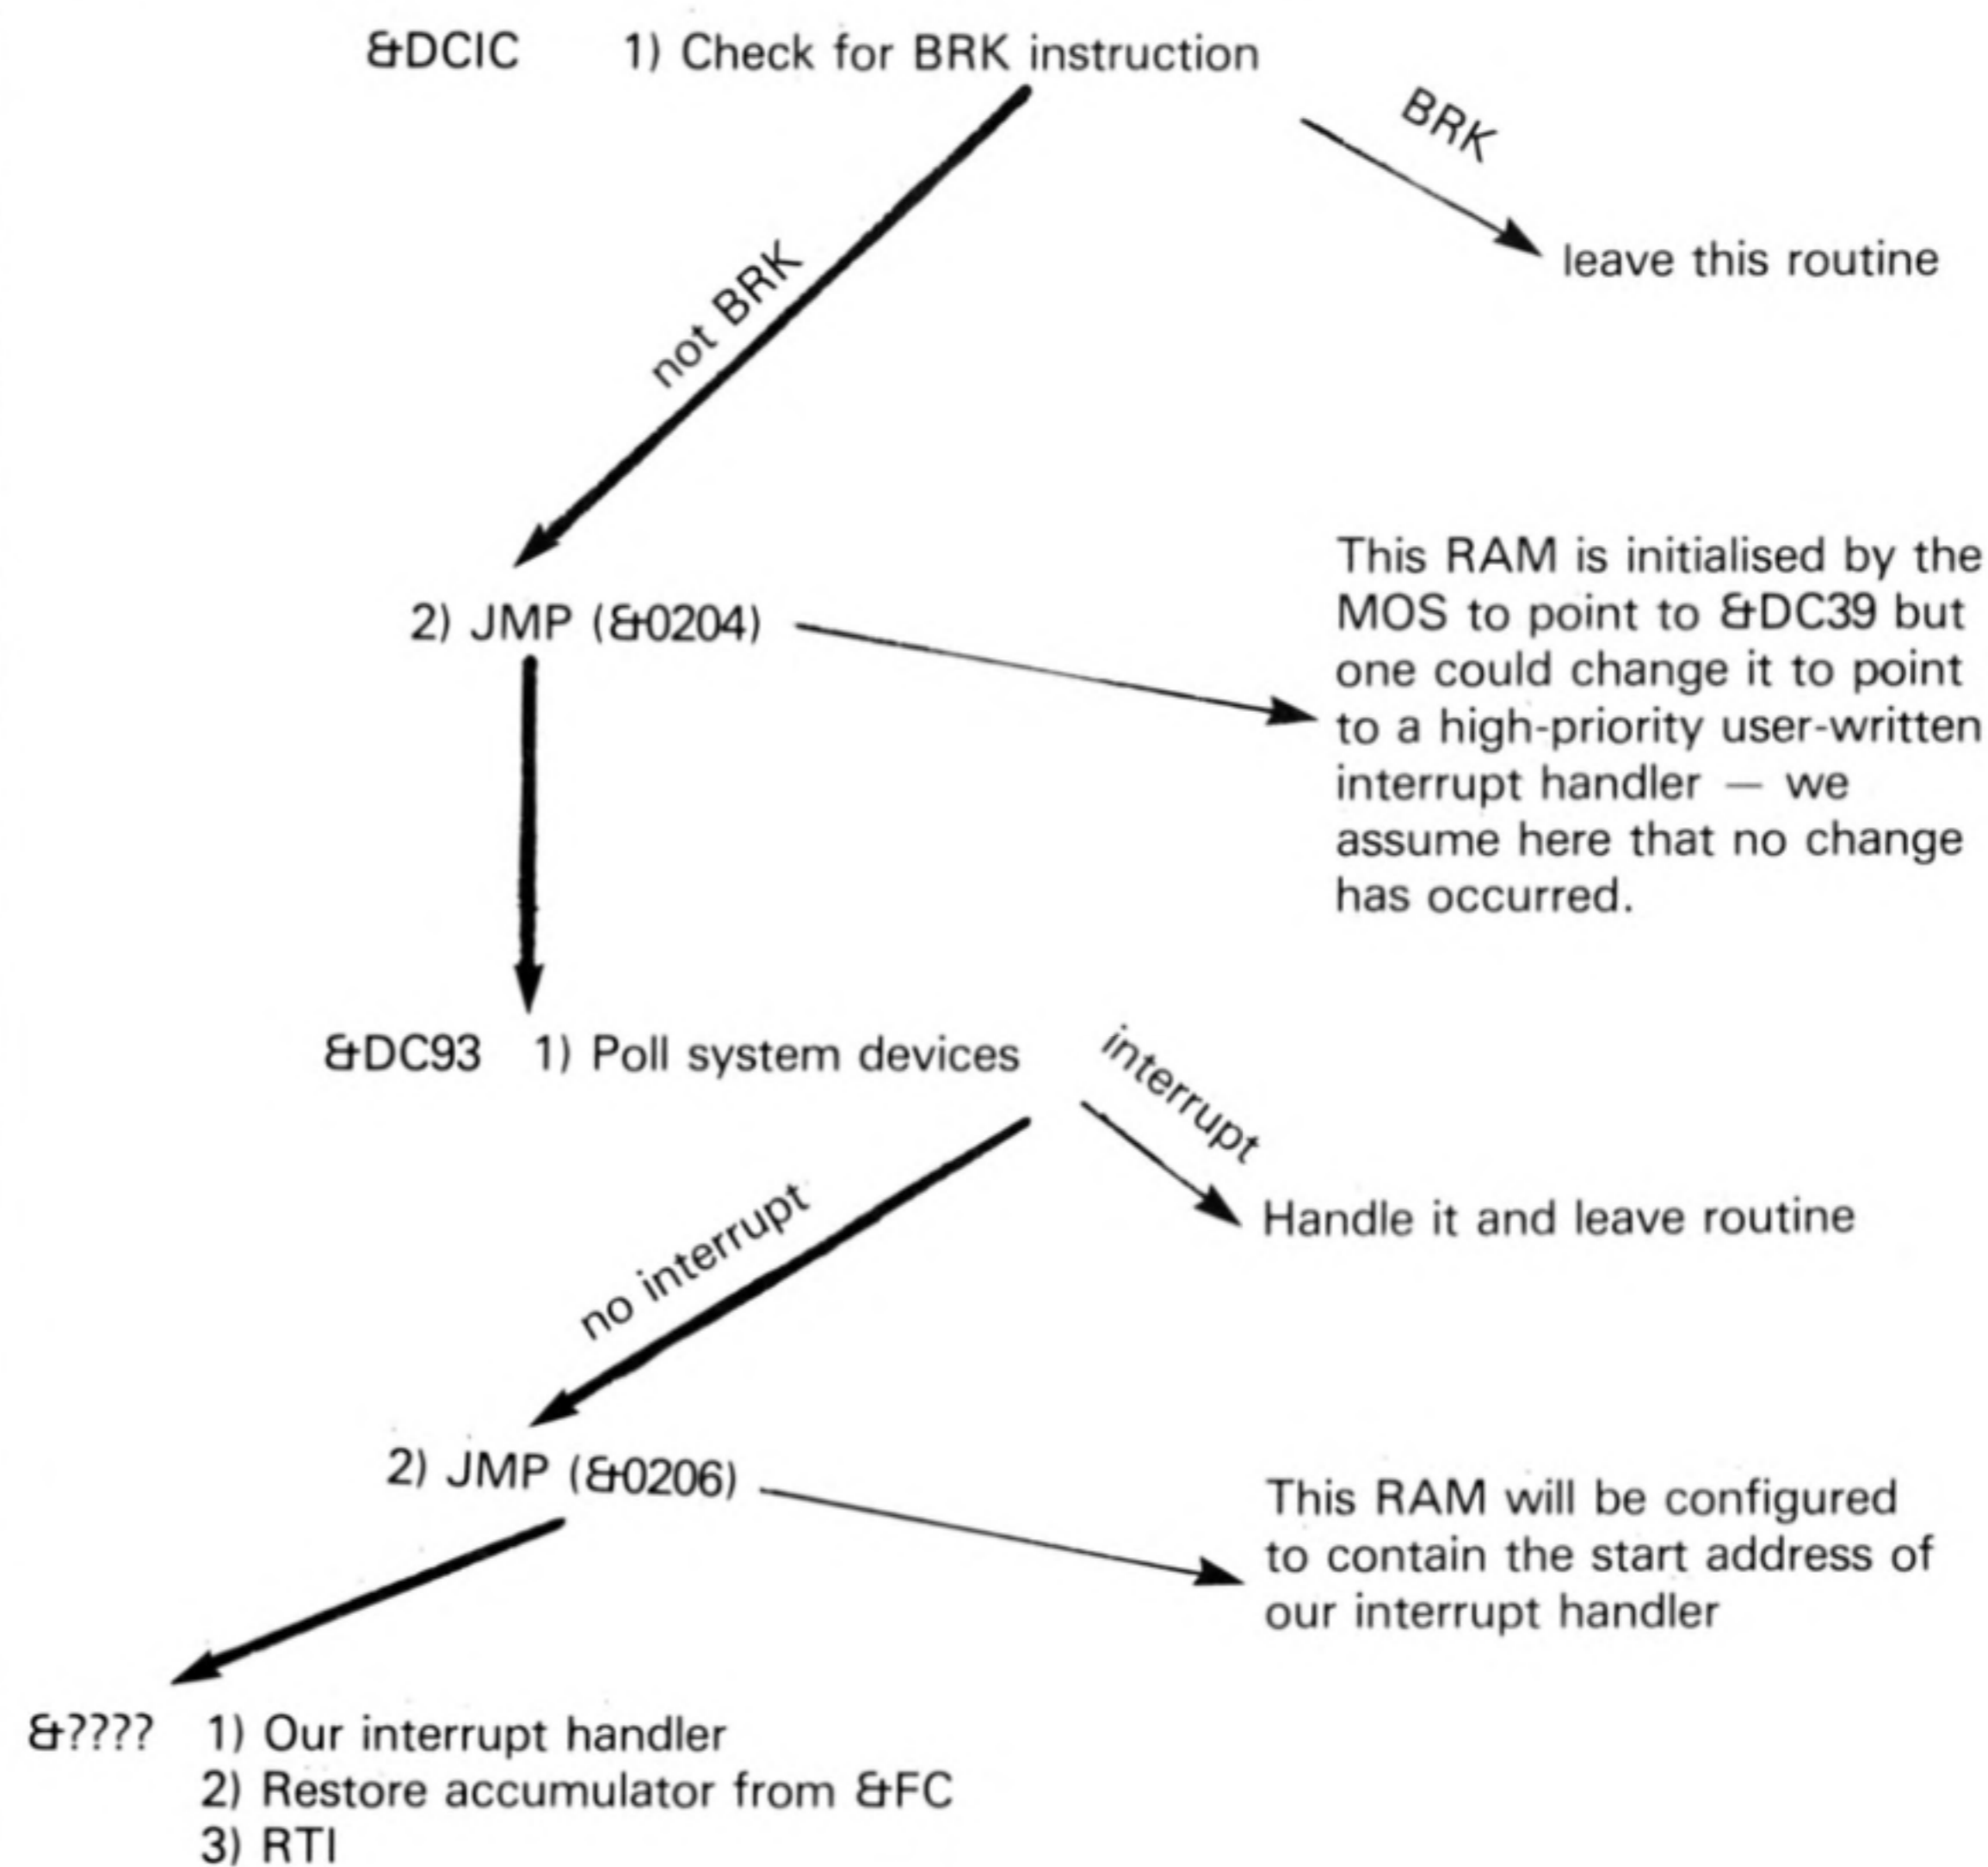 &DCIC 1) Check for BRK instruction
BRK
leave this routine
not BRK
2) JMP (&0204)
This RAM is initialised by the
MOS to point to &DC39 but
one could change it to point
to a high-priority user-written
interrupt handler — we
assume here that no change
has occurred.
&DC93 1) Poll system devices
interrupt
Handle it and leave routine
no interrupt
2) JMP (&0206)
This RAM will be configured
to contain the start address of
our interrupt handler
&???? 1) Our interrupt handler
2) Restore accumulator from &FC
3) RTI